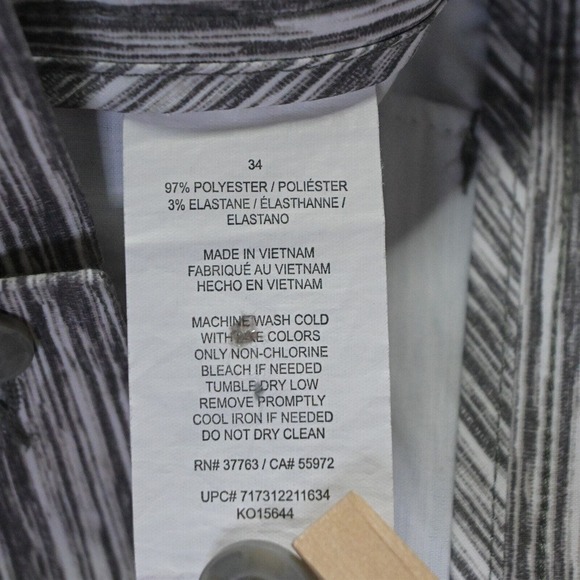 34
97% POLYESTER / POLIÉSTER
3% ELASTANE / ÉLASTHANNE /
ELASTANO
MADE IN VIETNAM
FABRIQUÉ AU VIETNAM
HECHO EN VIETNAM
MACHINE WASH COLD
WITH LIKE COLORS
ONLY NON-CHLORINE
BLEACH IF NEEDED
TUMBLE DRY LOW
REMOVE PROMPTLY
COOL IRON IF NEEDED
DO NOT DRY CLEAN
RN# 37763 / CA# 55972
UPC# 717312211634
KO15644